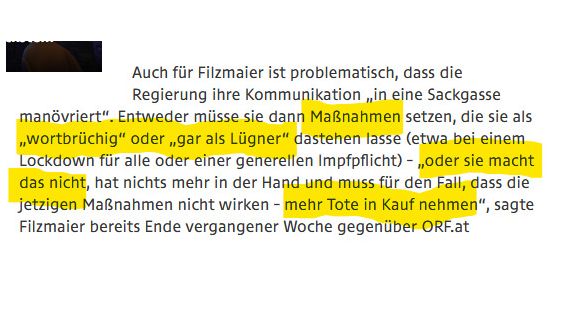 Auch für Filzmaier ist problematisch, dass die
Regierung ihre Kommunikation „in eine Sackgasse
manövriert“. Entweder müsse sie dann Maßnahmen setzen, die sie als
„wortbrüchig“ oder „gar als Lügner“ dastehen lasse (etwa bei einem
Lockdown für alle oder einer generellen Impfpflicht) – „oder sie macht
das nicht, hat nichts mehr in der Hand und muss für den Fall, dass die
jetzigen Maßnahmen nicht wirken – mehr Tote in Kauf nehmen“, sagte
Filzmaier bereits Ende vergangener Woche gegenüber ORF.at